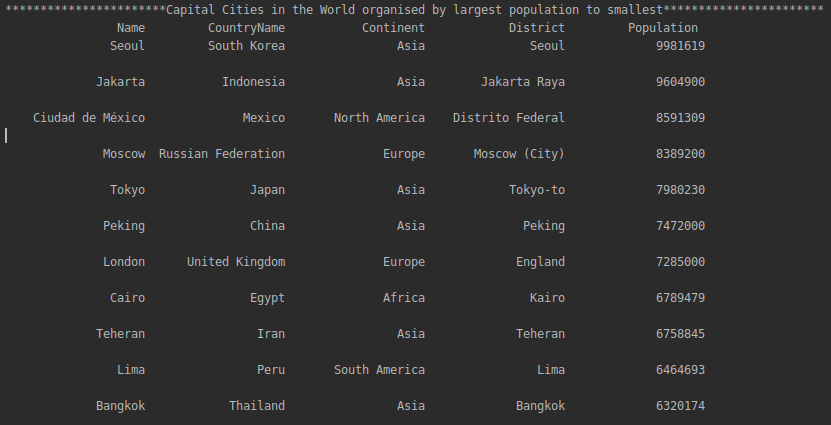 ***********************Capital Cities in the World organised by largest population to smallest***********************
Name CountryName Continent District Population
Seoul South Korea Asia Seoul 9981619
Jakarta Indonesia Asia Jakarta Raya 9604900
Ciudad de México Mexico North America Distrito Federal 8591309
Moscow Russian Federation Europe Moscow (City) 8389200
Tokyo Japan Asia Tokyo-to 7980230
Peking China Asia Peking 7472000
London United Kingdom Europe England 7285000
Cairo Egypt Africa Kairo 6789479
Teheran Iran Asia Teheran 6758845
Lima Peru South America Lima 6464693
Bangkok Thailand Asia Bangkok 6320174